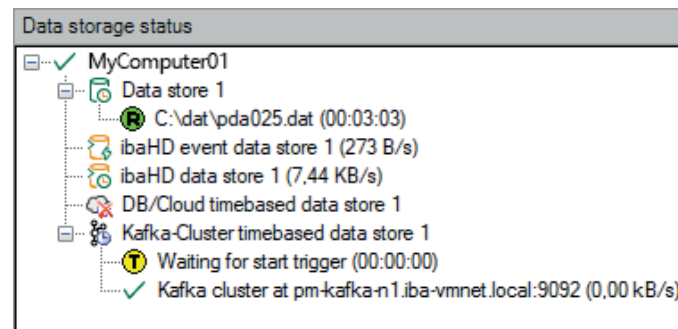 Data storage status
MyComputer01
Data store 1
R C:\dat\pda025.dat (00:03:03)
ibaHD event data store 1 (273 B/s)
ibaHD data store 1 (7,44 KB/s)
DB/Cloud timebased data store 1
Kafka-Cluster timebased data store 1
T Waiting for start trigger (00:00:00)
Kafka cluster at pm-kafka-n1.iba-vmnet.local:9092 (0,00 kB/s)